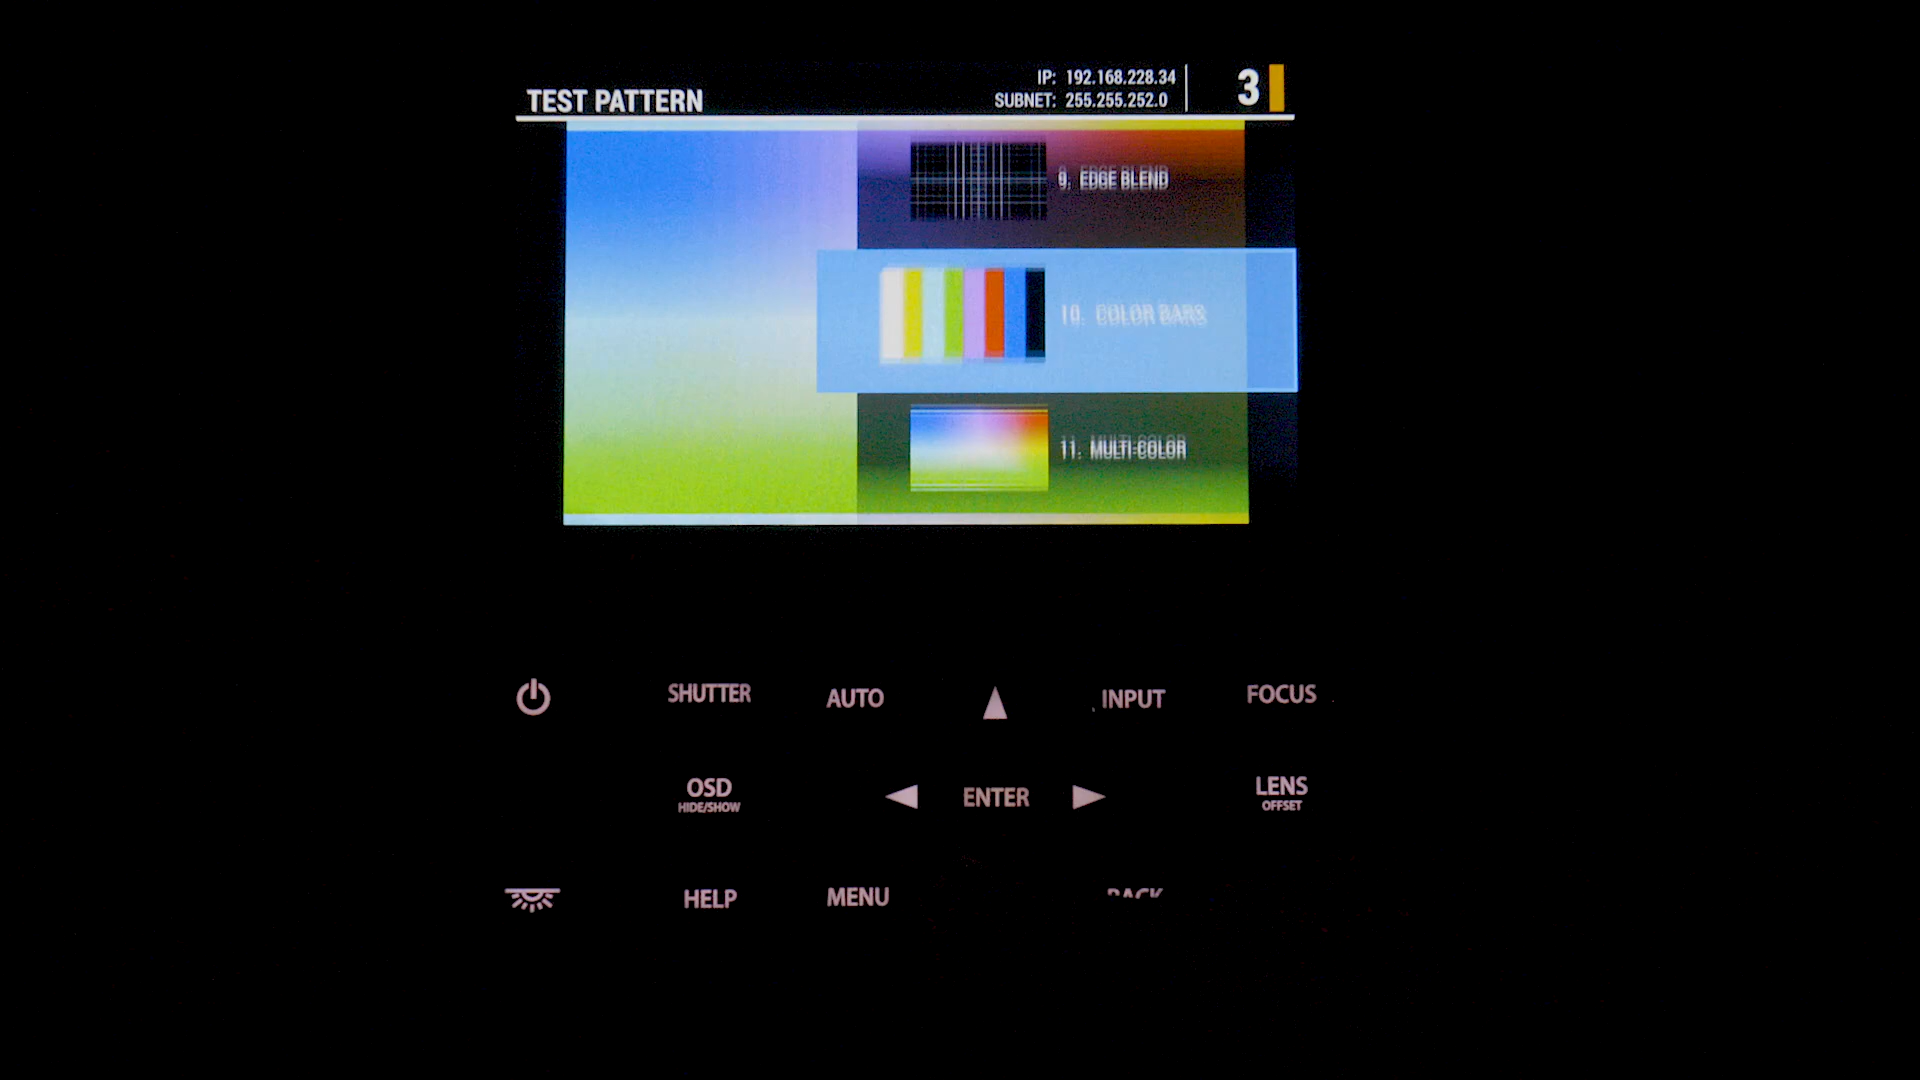 TEST PATTERN
IP: 192.168.228.34
SUBNET: 255.255.252.0
3
9. EDGE BLEND
10. COLOR BARS
11. MULTI-COLOR
SHUTTER
AUTO
INPUT
FOCUS
OSD
HIDE/SHOW
ENTER
LENS
OFFSET
HELP
MENU
BACK